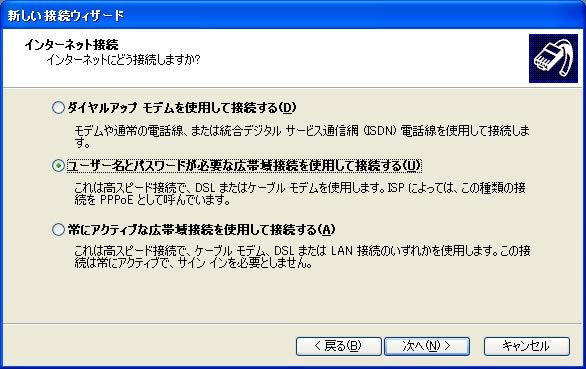 新しい接続ウィザード
インターネット接続
インターネットにどう接続しますか?
ダイヤルアップ モデムを使用して接続する(D)
モデムや通常の電話線、または統合デジタル サービス通信網 (ISDN) 電話線を使用して接続しま
す。
ユーザー名とパスワードが必要な広帯域接続を使用して接続する(U)
これは高スピード接続で、DSL またはケーブル モデムを使用します。ISP によっては、この種類の接
続を PPPoE として呼んでいます。
常にアクティブな広帯域接続を使用して接続する(A)
これは高スピード接続で、ケーブル モデム、DSL または LAN 接続のいずれかを使用します。この接
続は常にアクティブで、サイン インを必要としません。
< 戻る(B)
次へ(N) >
キャンセル